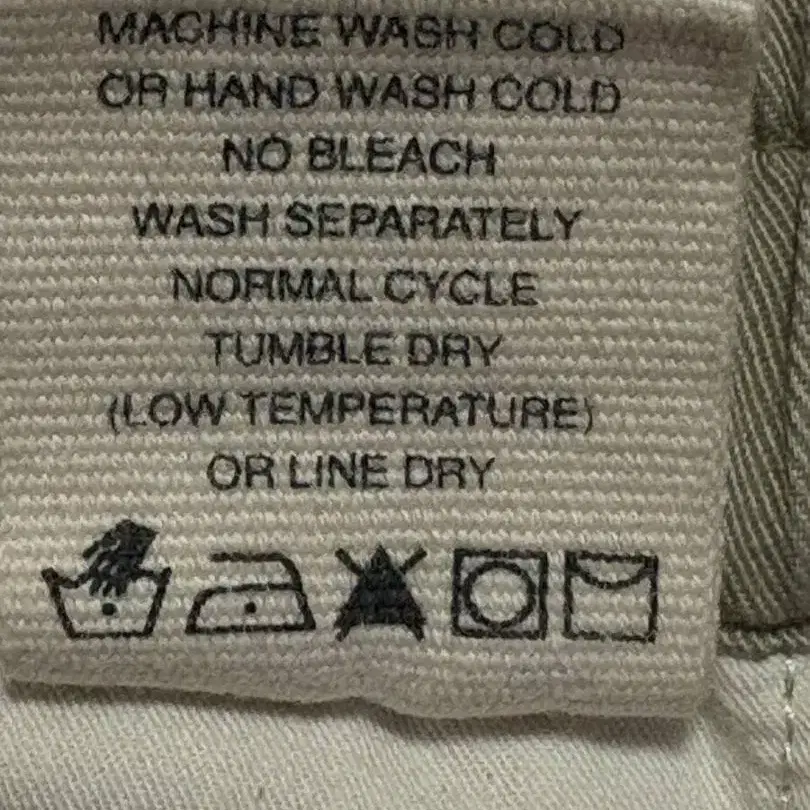 MACHINE WASH COLD
OR HAND WASH COLD
NO BLEACH
WASH SEPARATELY
NORMAL CYCLE
TUMBLE DRY
(LOW TEMPERATURE)
OR LINE DRY